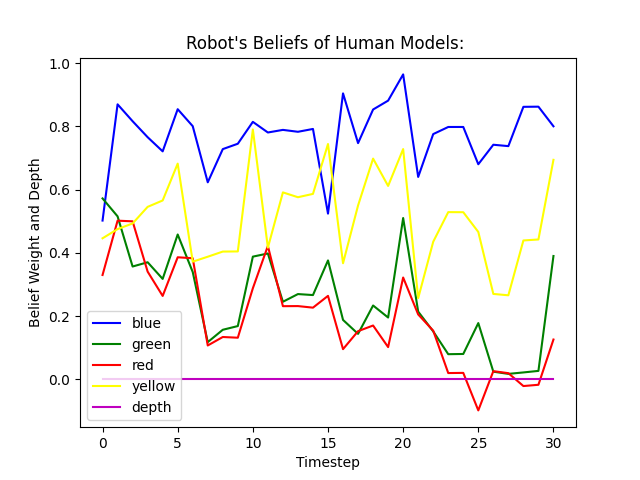 Robot's Beliefs of Human Models:
Belief Weight and Depth
1.0
0.8
0.6
0.4
0.2
0.0
blue
green
red
yellow
depth
0 5 10 15 20 25 30
Timestep